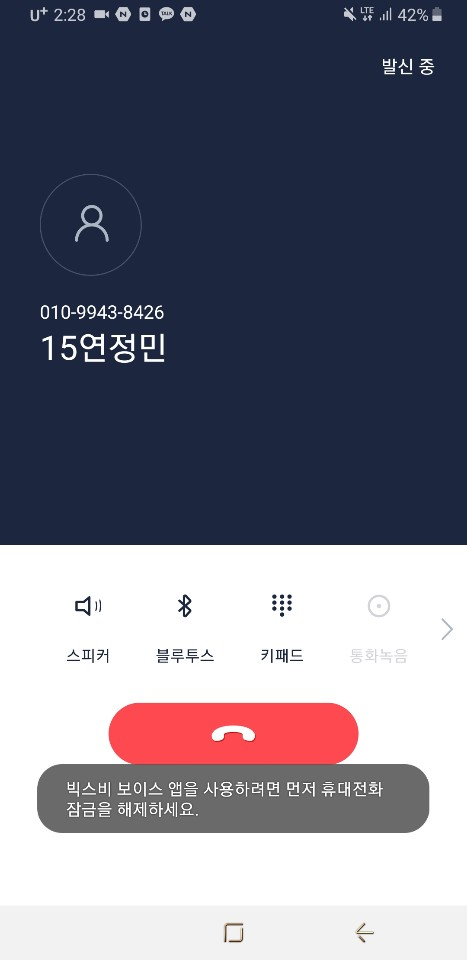 U+ 2:28 LTE 42%
발신 중
010-9943-8426
15연정민
스피커 블루투스 키패드 통화녹음
빅스비 보이스 앱을 사용하려면 먼저 휴대전화
잠금을 해제하세요.